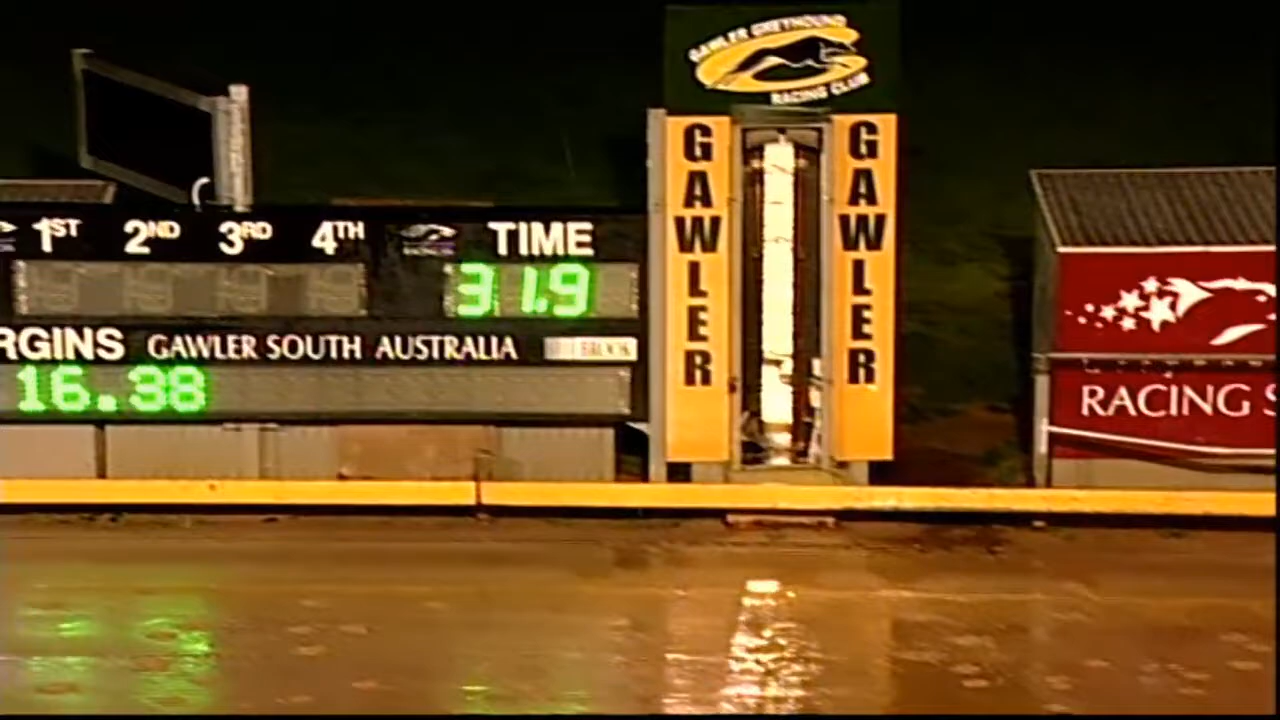 GAWLER GREYHOUND
RACING CLUB
GAWLER
GAWLER
1ST 2ND 3RD 4TH TIME
31.9
RGINS GAWLER SOUTH AUSTRALIA
16.38
RACING S